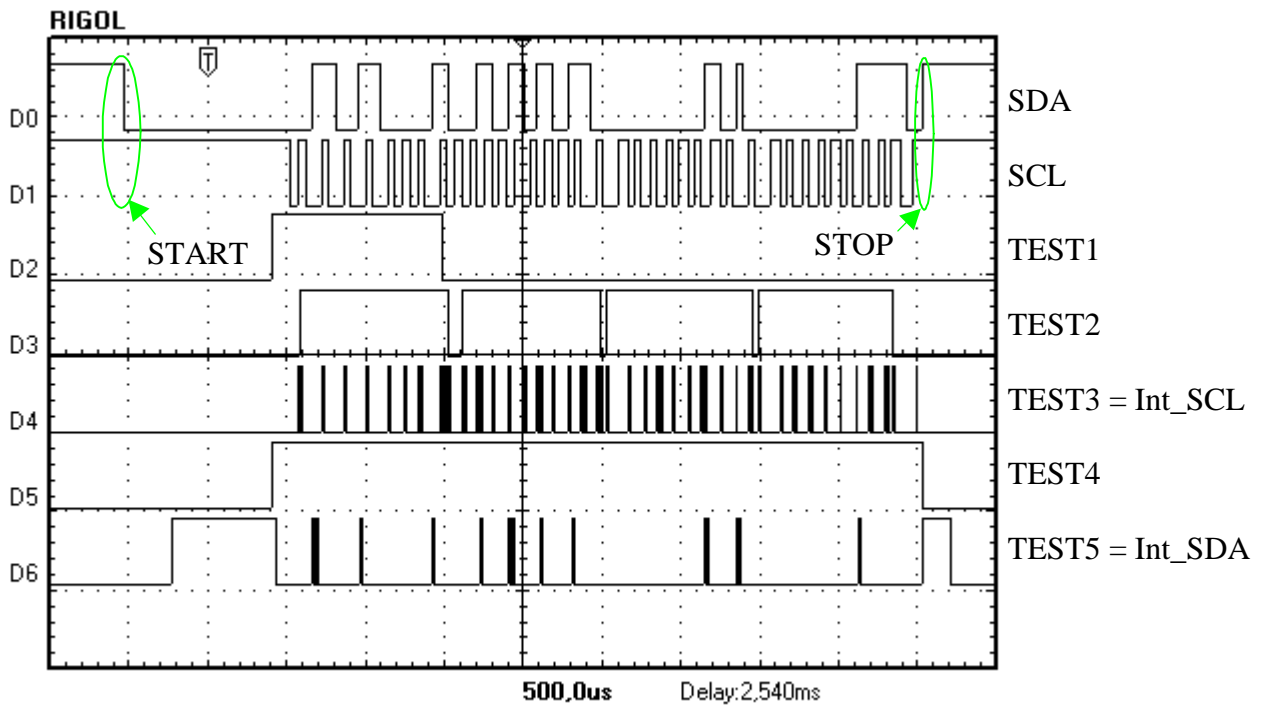 RIGOL
T
D0
SDA
D1
SCL
START
STOP
D2
TEST1
D3
TEST2
D4
TEST3 = Int_SCL
D5
TEST4
D6
TEST5 = Int_SDA
500,0us Delay:2,540ms